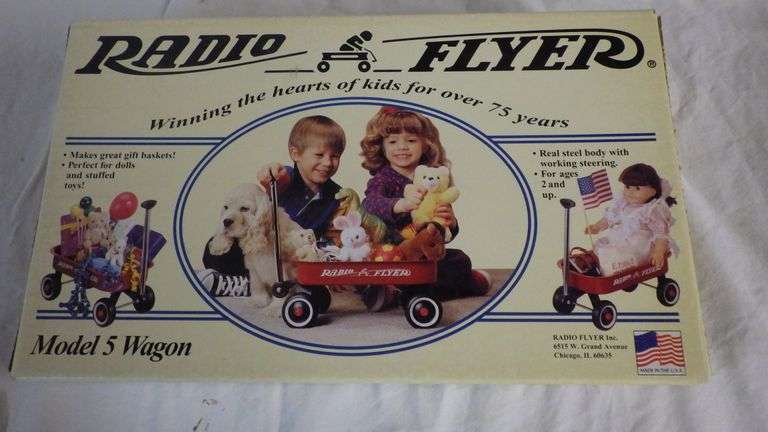 RADIO FLYER®
Winning the hearts of kids for over 75 years
• Makes great gift baskets!
• Perfect for dolls
and stuffed
toys!
• Real steel body with
working steering.
• For ages
2 and
up.
RADIO FLYER
RADIO FLYER
Model 5 Wagon
RADIO FLYER Inc.
6515 W. Grand Avenue
Chicago, IL 60635
MADE IN THE U.S.A.